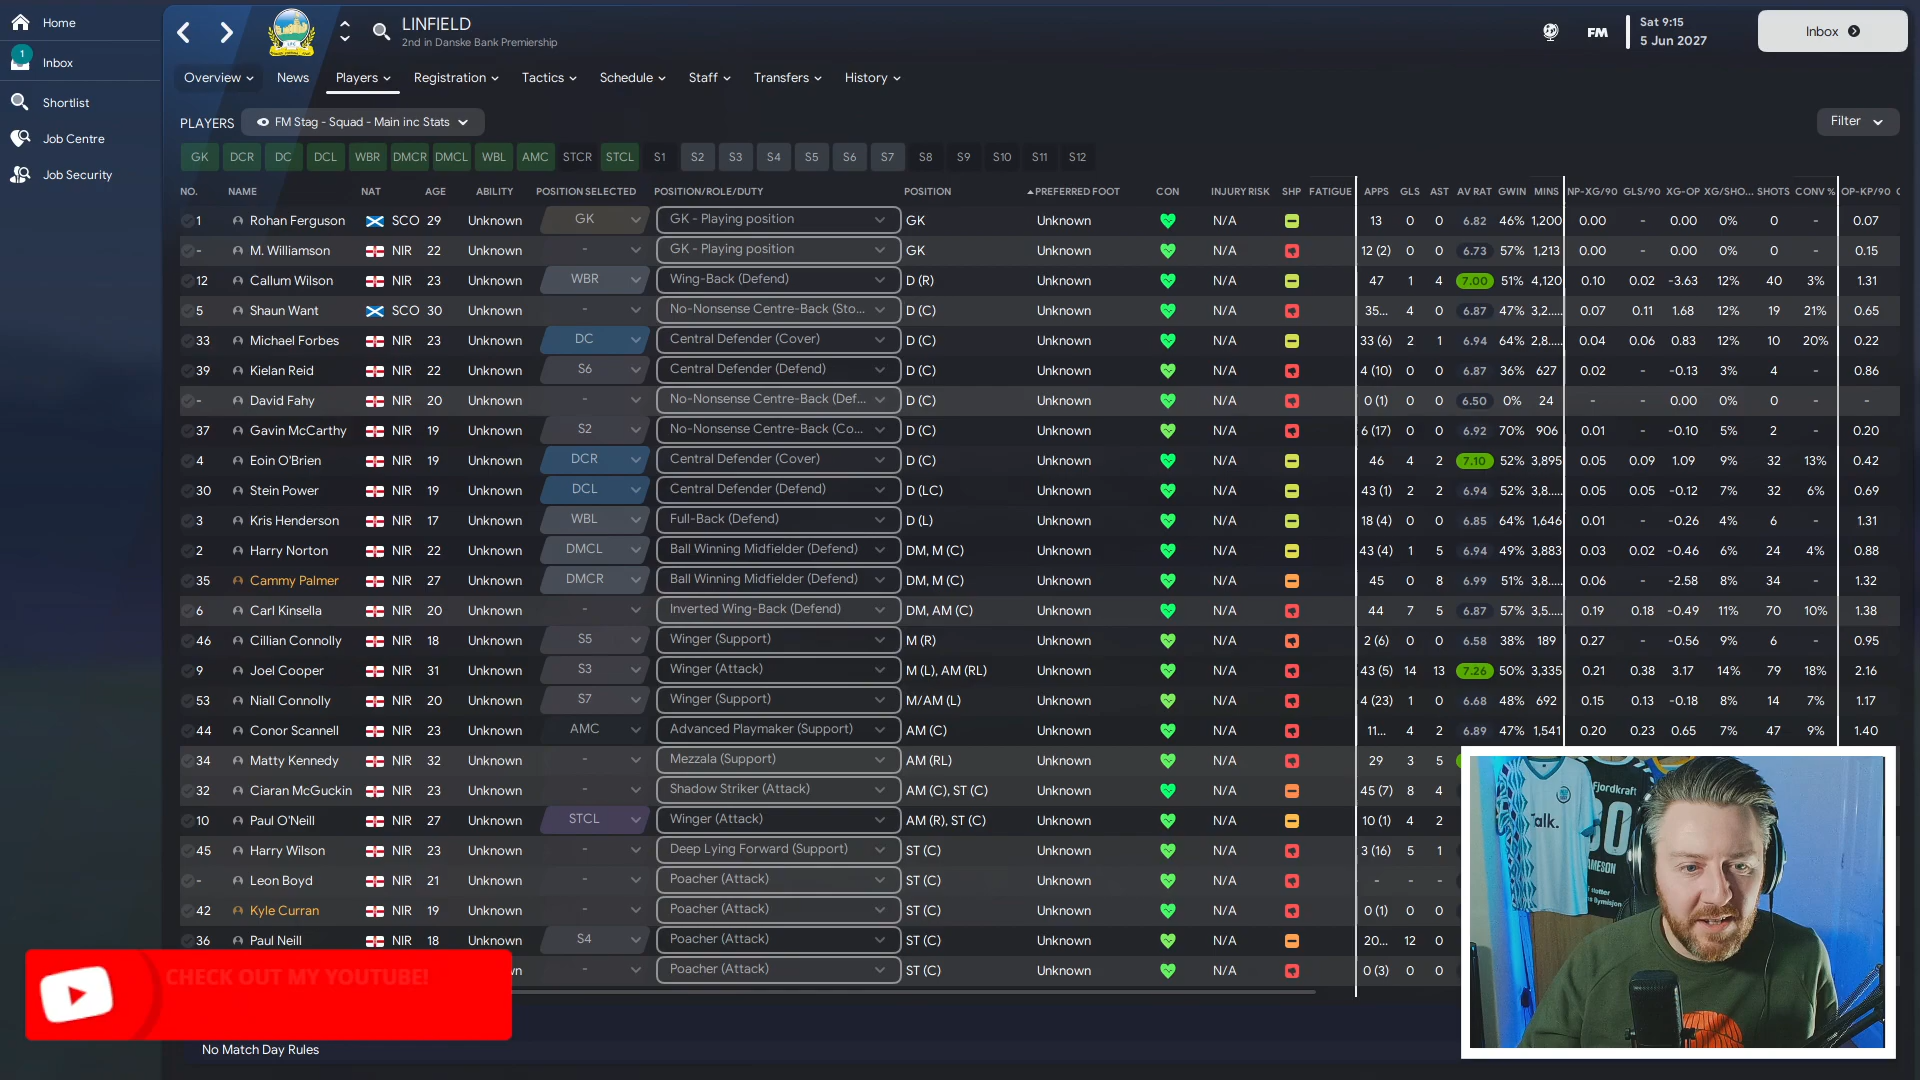 Home
1
Inbox
Shortlist
Job Centre
Job Security
LINFIELD
2nd in Danske Bank Premiership
FM
Sat 9:15
5 Jun 2027
Inbox
Overview News Players Registration Tactics Schedule Staff Transfers History
PLAYERS FM Stag - Squad - Main inc Stats Filter
GK DCR DC DCL WBR DMCR DMCL WBL AMC STCR STCL S1 S2 S3 S4 S5 S6 S7 S8 S9 S10 S11 S12
NO. NAME NAT AGE ABILITY POSITION SELECTED POSITION/ROLE/DUTY POSITION PREFERRED FOOT CON INJURY RISK SHP FATIGUE APPS GLS AST AV RAT GWIN MINS NP-XG/90 GLS/90 XG-OP XG/SHO... SHOTS CONV % OP-KP/90
1 Rohan Ferguson SCO 29 Unknown GK GK - Playing position GK Unknown N/A 13 0 0 6.82 46% 1,200 0.00 - 0.00 0% 0 - 0.07
- M. Williamson NIR 22 Unknown - GK - Playing position GK Unknown N/A 12 (2) 0 0 6.73 57% 1,213 0.00 - 0.00 0% 0 - 0.15
12 Callum Wilson NIR 23 Unknown WBR Wing-Back (Defend) D (R) Unknown N/A 47 1 4 7.00 51% 4,120 0.10 0.02 -3.63 12% 40 3% 1.31
5 Shaun Want SCO 30 Unknown - No-Nonsense Centre-Back (Sto... D (C) Unknown N/A 35... 4 0 6.87 47% 3,2..... 0.07 0.11 1.68 12% 19 21% 0.65
33 Michael Forbes NIR 23 Unknown DC Central Defender (Cover) D (C) Unknown N/A 33 (6) 2 1 6.94 64% 2,8..... 0.04 0.06 0.83 12% 10 20% 0.22
39 Kielan Reid NIR 22 Unknown S6 Central Defender (Defend) D (C) Unknown N/A 4 (10) 0 0 6.87 36% 627 0.02 - -0.13 3% 4 - 0.86
- David Fahy NIR 20 Unknown - No-Nonsense Centre-Back (Def... D (C) Unknown N/A 0 (1) 0 0 6.50 0% 24 - - 0.00 0% 0 - -
37 Gavin McCarthy NIR 19 Unknown S2 No-Nonsense Centre-Back (Co... D (C) Unknown N/A 6 (17) 0 0 6.92 70% 906 0.01 - -0.10 5% 2 - 0.20
4 Eoin O'Brien NIR 19 Unknown DCR Central Defender (Cover) D (C) Unknown N/A 46 4 2 7.10 52% 3,895 0.05 0.09 1.09 9% 32 13% 0.42
30 Stein Power NIR 19 Unknown DCL Central Defender (Defend) D (LC) Unknown N/A 43 (1) 2 2 6.94 52% 3,8..... 0.05 0.05 -0.12 7% 32 6% 0.69
3 Kris Henderson NIR 17 Unknown WBL Full-Back (Defend) D (L) Unknown N/A 18 (4) 0 0 6.85 64% 1,646 0.01 - -0.26 4% 6 - 1.31
2 Harry Norton NIR 22 Unknown DMCL Ball Winning Midfielder (Defend) DM, M (C) Unknown N/A 43 (4) 1 5 6.94 49% 3,883 0.03 0.02 -0.46 6% 24 4% 0.88
35 Cammy Palmer NIR 27 Unknown DMCR Ball Winning Midfielder (Defend) DM, M (C) Unknown N/A 45 0 8 6.99 51% 3,8..... 0.06 - -2.58 8% 34 - 1.32
6 Carl Kinsella NIR 20 Unknown - Inverted Wing-Back (Defend) DM, AM (C) Unknown N/A 44 7 5 6.87 57% 3,5..... 0.19 0.18 -0.49 11% 70 10% 1.38
46 Cillian Connolly NIR 18 Unknown S5 Winger (Support) M (R) Unknown N/A 2 (6) 0 0 6.58 38% 189 0.27 - -0.56 9% 6 - 0.95
9 Joel Cooper NIR 31 Unknown S3 Winger (Attack) M (L), AM (RL) Unknown N/A 43 (5) 14 13 7.26 50% 3,335 0.21 0.38 3.17 14% 79 18% 2.16
53 Niall Connolly NIR 20 Unknown S7 Winger (Support) M/AM (L) Unknown N/A 4 (23) 1 0 6.68 48% 692 0.15 0.13 -0.18 8% 14 7% 1.17
44 Conor Scannell NIR 23 Unknown AMC Advanced Playmaker (Support) AM (C) Unknown N/A 11... 4 2 6.89 47% 1,541 0.20 0.23 0.65 7% 47 9% 1.40
34 Matty Kennedy NIR 32 Unknown - Mezzala (Support) AM (RL) Unknown N/A 29 3 5
32 Ciaran McGuckin NIR 23 Unknown - Shadow Striker (Attack) AM (C), ST (C) Unknown N/A 45 (7) 8 4
10 Paul O'Neill NIR 27 Unknown STCL Winger (Attack) AM (R), ST (C) Unknown N/A 10 (1) 4 2
45 Harry Wilson NIR 23 Unknown - Deep Lying Forward (Support) ST (C) Unknown N/A 3 (16) 5 1
- Leon Boyd NIR 21 Unknown - Poacher (Attack) ST (C) Unknown N/A - - -
42 Kyle Curran NIR 19 Unknown - Poacher (Attack) ST (C) Unknown N/A 0 (1) 0 0
36 Paul Neill NIR 18 Unknown S4 Poacher (Attack) ST (C) Unknown N/A 20... 12 0
- Poacher (Attack) ST (C) Unknown N/A 0 (3) 0 0
CHECK OUT MY YOUTUBE!
No Match Day Rules
Talk.
Fjordkraft